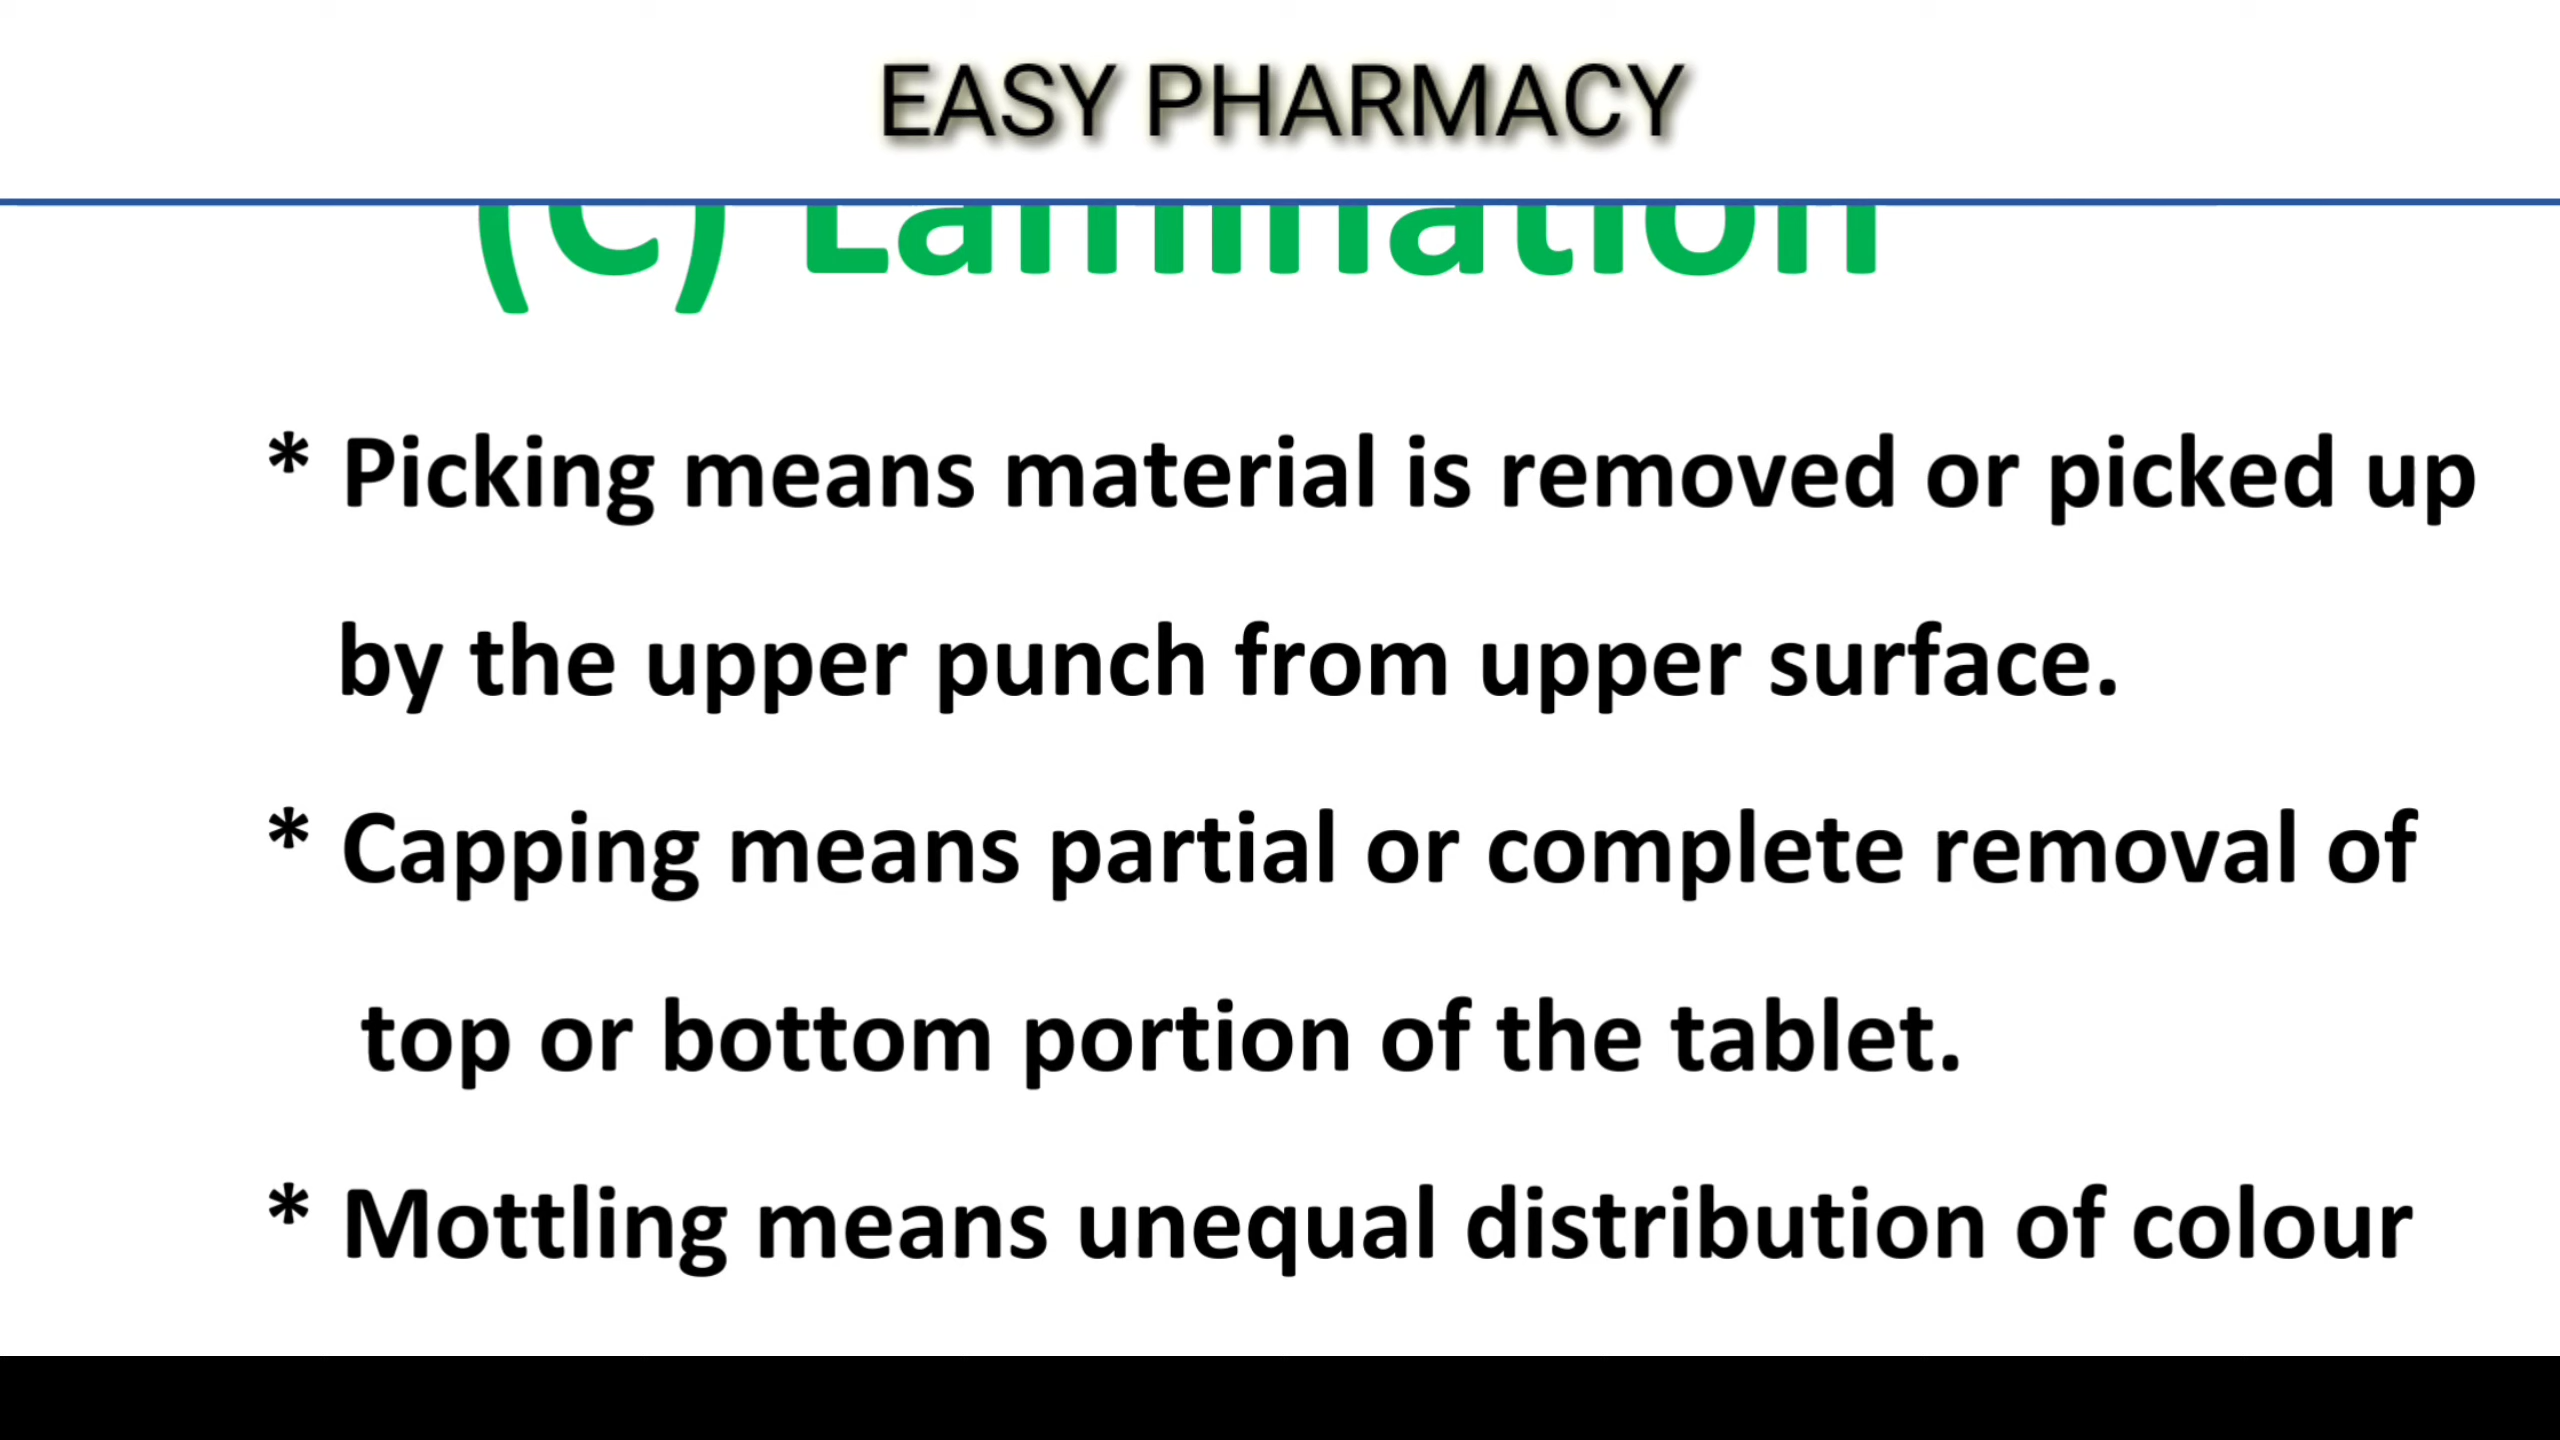 EASY PHARMACY
(C) Lamination
* Picking means material is removed or picked up
by the upper punch from upper surface.
* Capping means partial or complete removal of
top or bottom portion of the tablet.
* Mottling means unequal distribution of colour